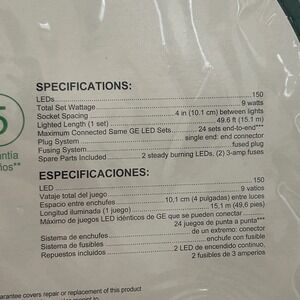 SPECIFICATIONS:
LEDs 150
Total Set Wattage 9 watts
Socket Spacing 4 in (10.1 cm) between lights
Lighted Length (1 set) 49.6 ft (15.1 m)
Maximum Connected Same GE LED Sets 24 sets end-to-end***
Plug System single end: end connector
Fusing System fused plug
Spare Parts Included 2 steady burning LEDs, (2) 3-amp fuses
5
ntía
ños**
ESPECIFICACIONES:
LED 150
Vataje total del juego 9 vatios
Espacio entre enchufes 10,1 cm (4 pulgadas) entre luces
Longitud iluminada (1 juego) 15,1 m (49,6 pies)
Máximo de juegos LED idénticos de GE que se pueden conectar
24 juegos de punta a punta***
Sistema de enchufes de un extremo: conector
Sistema de fusibles enchufe con fusible
Repuestos incluidos 2 LED de encendido continuo,
2 fusibles de 3 amperios
arantee covers repair or replacement of this product